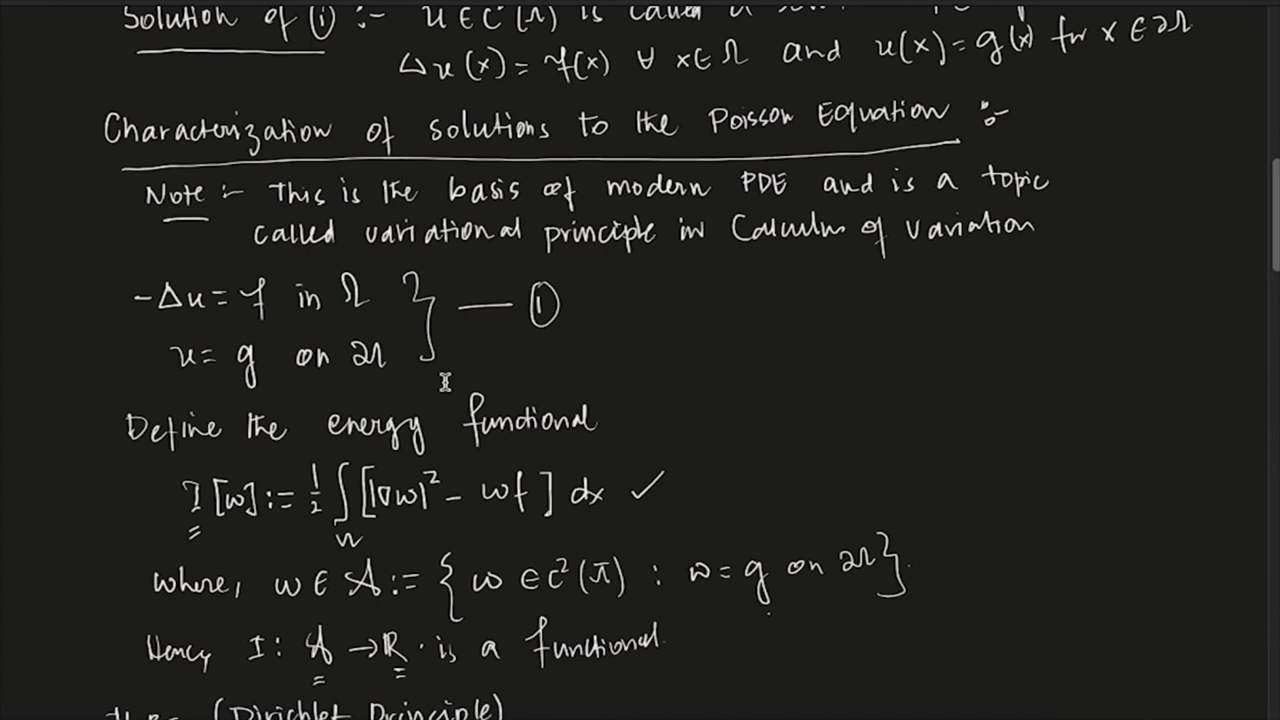 Solution of ① :- u ∈ C²(Ω) is called a
Δu(x) = f(x) ∀ x ∈ Ω and u(x) = g(x) for x ∈ ∂Ω
Characterization of solutions to the Poisson Equation :-
Note :- This is the basis of modern PDE and is a topic
called variational principle in Calculus of variation
-Δu = f in Ω
u = g on ∂Ω } — ①
Define the energy functional
I[w] := 1/2 ∫_Ω [|∇w|² - wf] dx ✓
where, w ∈ A := { w ∈ C²(Ω̄) : w = g on ∂Ω }.
Hence, I : A → R . is a functional.
(Dirichlet Principle)